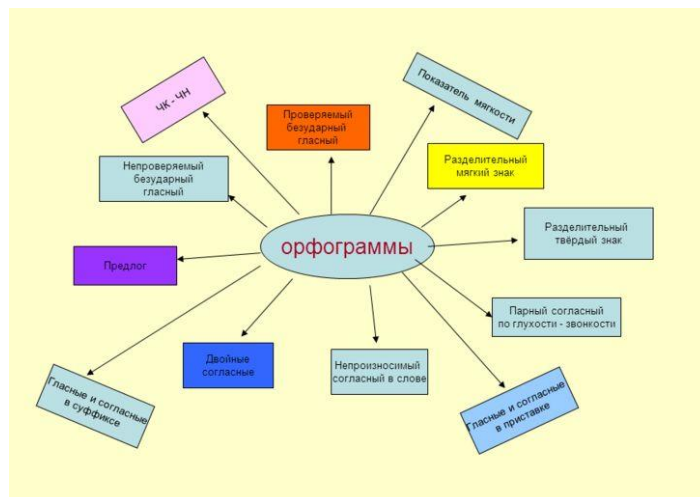 ЧК - ЧН
Проверяемый
безударный
гласный
Показатель мягкости
Непроверяемый
безударный
гласный
Разделительный
мягкий знак
Разделительный
твёрдый знак
орфограммы
Предлог
Парный согласный
по глухости - звонкости
Двойные
согласные
Непроизносимый
согласный в слове
Гласные и согласные
в суффиксе
Гласные и согласные
в приставке